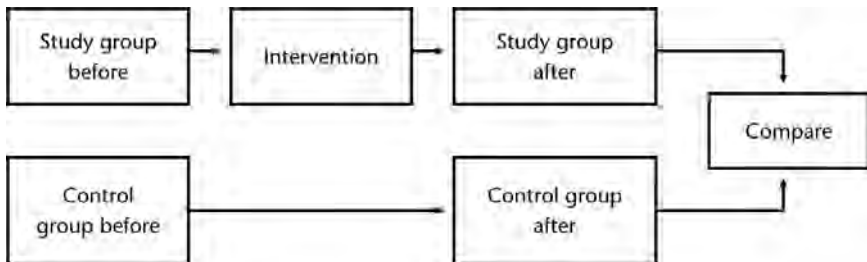 Study group
before
Intervention
Study group
after
Compare
Control
group before
Control group
after